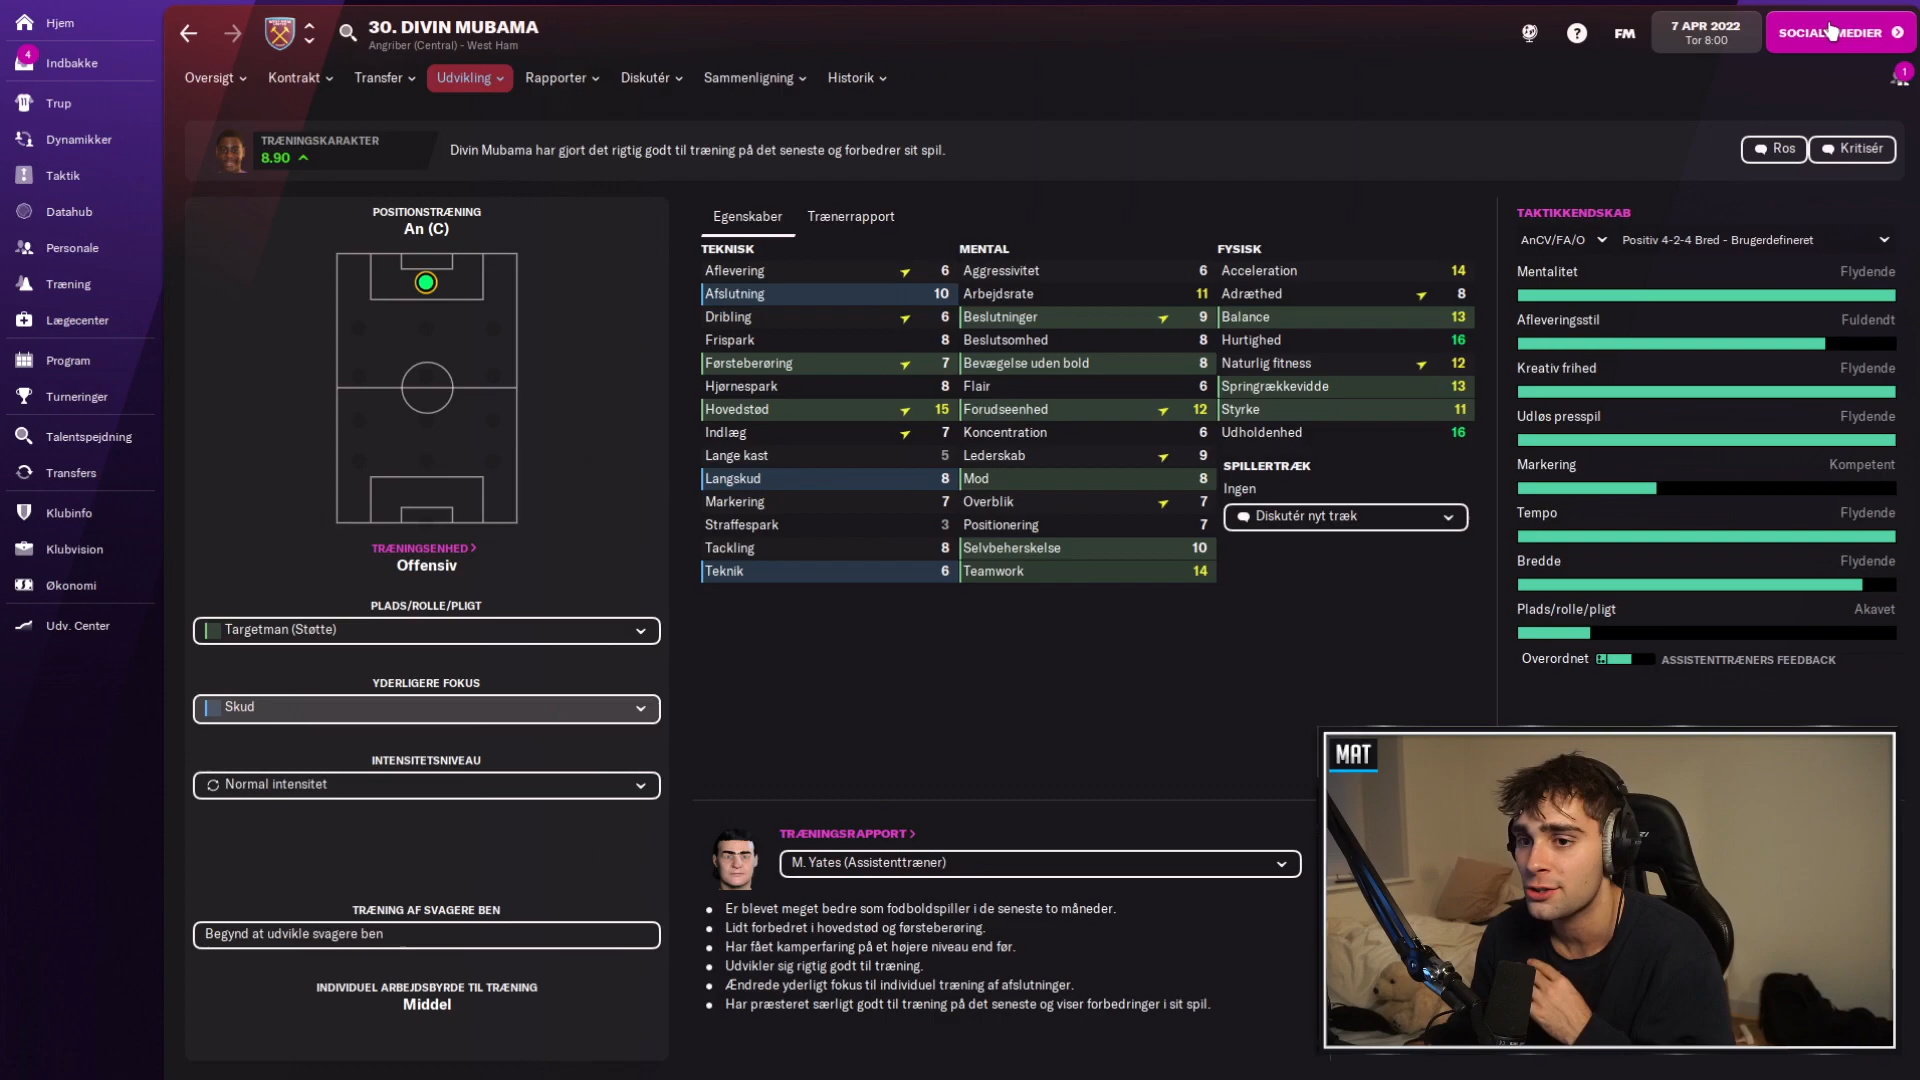 Hjem
4
Indbakke
Trup
Dynamikker
Taktik
Datahub
Personale
Træning
Lægecenter
Program
Turneringer
Talentspejdning
Transfers
Klubinfo
Klubvision
Økonomi
Udv. Center
30. DIVIN MUBAMA
Angriber (Central) - West Ham
?
FM
7 APR 2022
Tor 8:00
1
Oversigt
Kontrakt
Transfer
Udvikling
Rapporter
Diskutér
Sammenligning
Historik
TRÆNINGSKARAKTER
8.90
Divin Mubama har gjort det rigtig godt til træning på det seneste og forbedrer sit spil.
Ros
Kritisér
POSITIONSTRÆNING
An (C)
TRÆNINGSENHED
Offensiv
PLADS/ROLLE/PLIGT
Targetman (Støtte)
YDERLIGERE FOKUS
Skud
INTENSITETSNIVEAU
Normal intensitet
TRÆNING AF SVAGERE BEN
Begynd at udvikle svagere ben
INDIVIDUEL ARBEJDSBYRDE TIL TRÆNING
Middel
Egenskaber
Trænerrapport
TEKNISK
Aflevering 6
Afslutning 10
Dribling 6
Frispark 8
Førsteberøring 7
Hjørnespark 8
Hovedstød 15
Indlæg 7
Lange kast 5
Langskud 8
Markering 7
Straffespark 3
Tackling 8
Teknik 6
MENTAL
Aggressivitet 6
Arbejdsrate 11
Beslutninger 9
Beslutsomhed 8
Bevægelse uden bold 8
Flair 6
Forudseenhed 12
Koncentration 6
Lederskab 9
Mod 8
Overblik 7
Positionering 7
Selvbeherskelse 10
Teamwork 14
FYSISK
Acceleration 14
Adræthed 8
Balance 13
Hurtighed 16
Naturlig fitness 12
Springrækkevidde 13
Styrke 11
Udholdenhed 16
SPILLERTRÆK
Ingen
Diskutér nyt træk
TAKTIKKENDSKAB
AnCV/FA/O
Positiv 4-2-4 Bred - Brugerdefineret
Mentalitet Flydende
Afleveringsstil Fuldendt
Kreativ frihed Flydende
Udløs presspil Flydende
Markering Kompetent
Tempo Flydende
Bredde Flydende
Plads/rolle/pligt Akavet
Overordnet ASSISTENTTRÆNERS FEEDBACK
TRÆNINGSRAPPORT
M. Yates (Assistenttræner)
Er blevet meget bedre som fodboldspiller i de seneste to måneder.
Lidt forbedret i hovedstød og førsteberøring.
Har fået kamperfaring på et højere niveau end før.
Udvikler sig rigtig godt til træning.
Ændrede yderligt fokus til individuel træning af afslutninger.
Har præsteret særligt godt til træning på det seneste og viser forbedringer i sit spil.
MAT